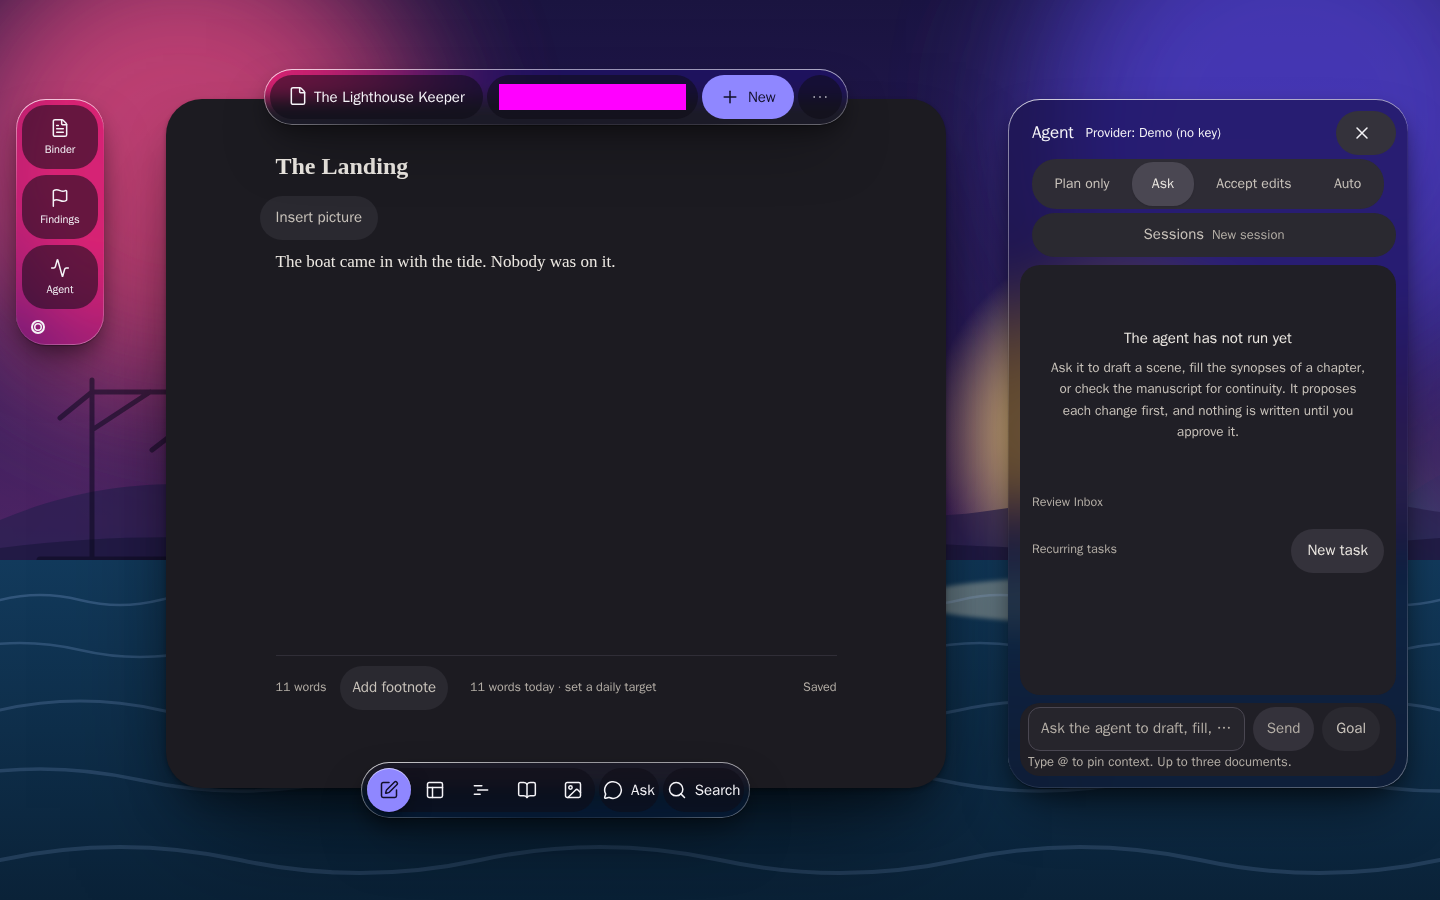 The Lighthouse Keeper
New
Binder
Findings
Agent
The Landing
Insert picture
The boat came in with the tide. Nobody was on it.
11 words
Add footnote
11 words today · set a daily target
Saved
Ask
Search
Agent
Provider: Demo (no key)
Plan only
Ask
Accept edits
Auto
Sessions New session
The agent has not run yet
Ask it to draft a scene, fill the synopses of a chapter,
or check the manuscript for continuity. It proposes
each change first, and nothing is written until you
approve it.
Review Inbox
Recurring tasks
New task
Ask the agent to draft, fill, ···
Send
Goal
Type @ to pin context. Up to three documents.